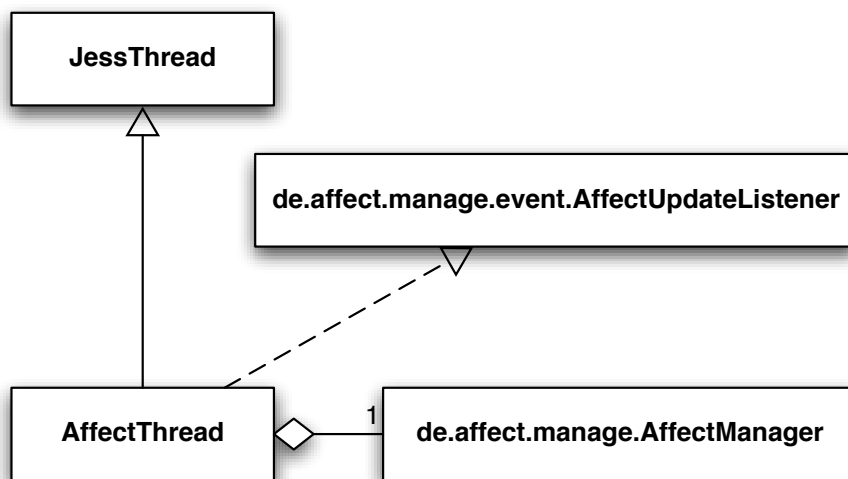 JessThread
de.affect.manage.event.AffectUpdateListener
AffectThread
1
de.affect.manage.AffectManager